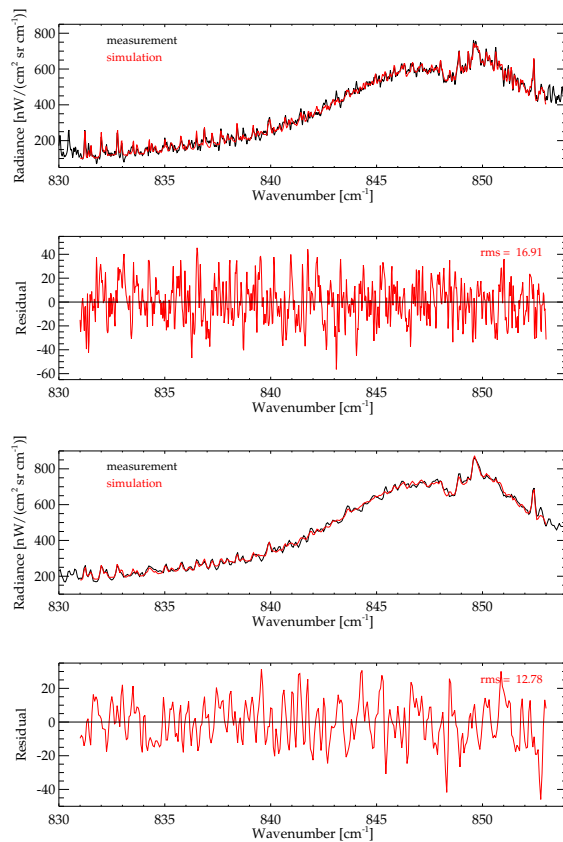 Radiance [nW/(cm² sr cm⁻¹)]
800
600
400
200
measurement
simulation
830 835 840 845 850
Wavenumber [cm⁻¹]
Residual
40
20
0
-20
-40
-60
rms = 16.91
830 835 840 845 850
Wavenumber [cm⁻¹]
Radiance [nW/(cm² sr cm⁻¹)]
800
600
400
200
measurement
simulation
830 835 840 845 850
Wavenumber [cm⁻¹]
Residual
20
0
-20
-40
rms = 12.78
830 835 840 845 850
Wavenumber [cm⁻¹]